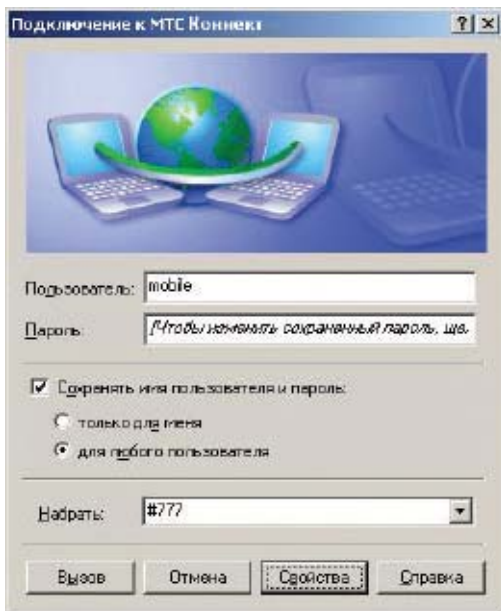 Подключение к МТС Коннект
Пользователь: mobile
Пароль: [Чтобы изменить сохраненный пароль, ще
Сохранять имя пользователя и пароль:
только для меня
для любого пользователя
Набрать: #777
Вызов Отмена Свойства Справка